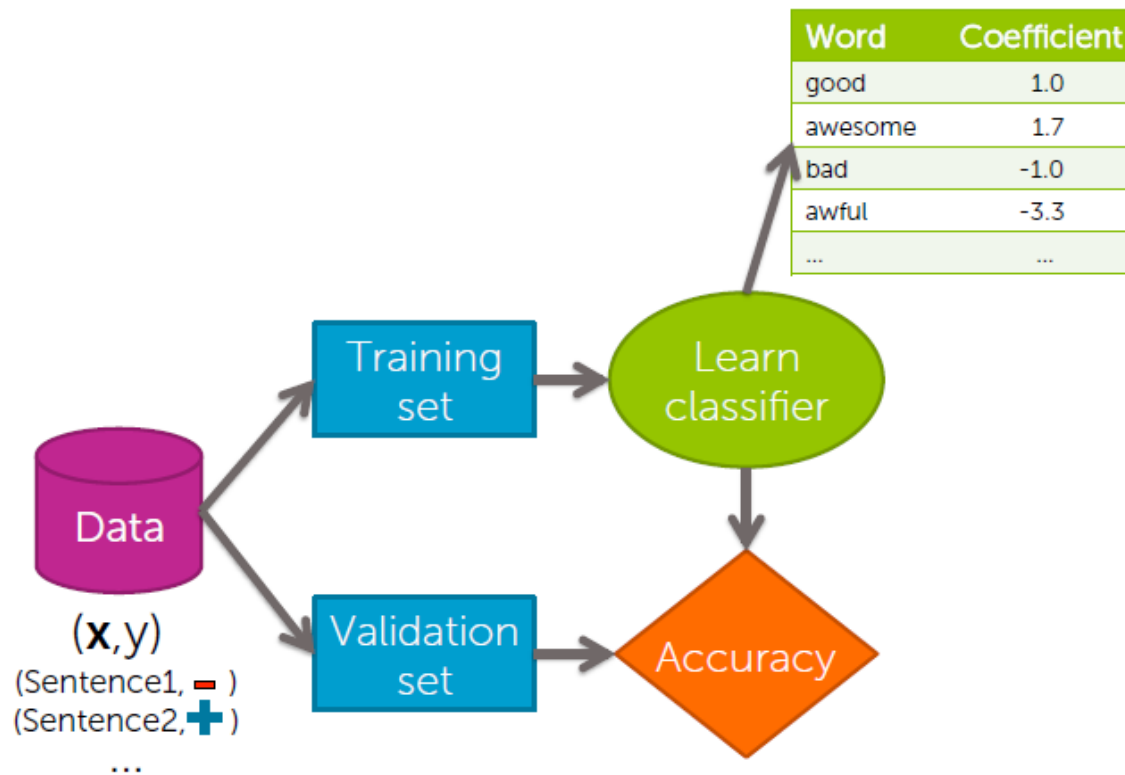 Word Coefficient
good 1.0
awesome 1.7
bad -1.0
awful -3.3
... ...
Training
set
Learn
classifier
Data
(x,y)
(Sentence1, - )
(Sentence2, + )
...
Validation
set
Accuracy